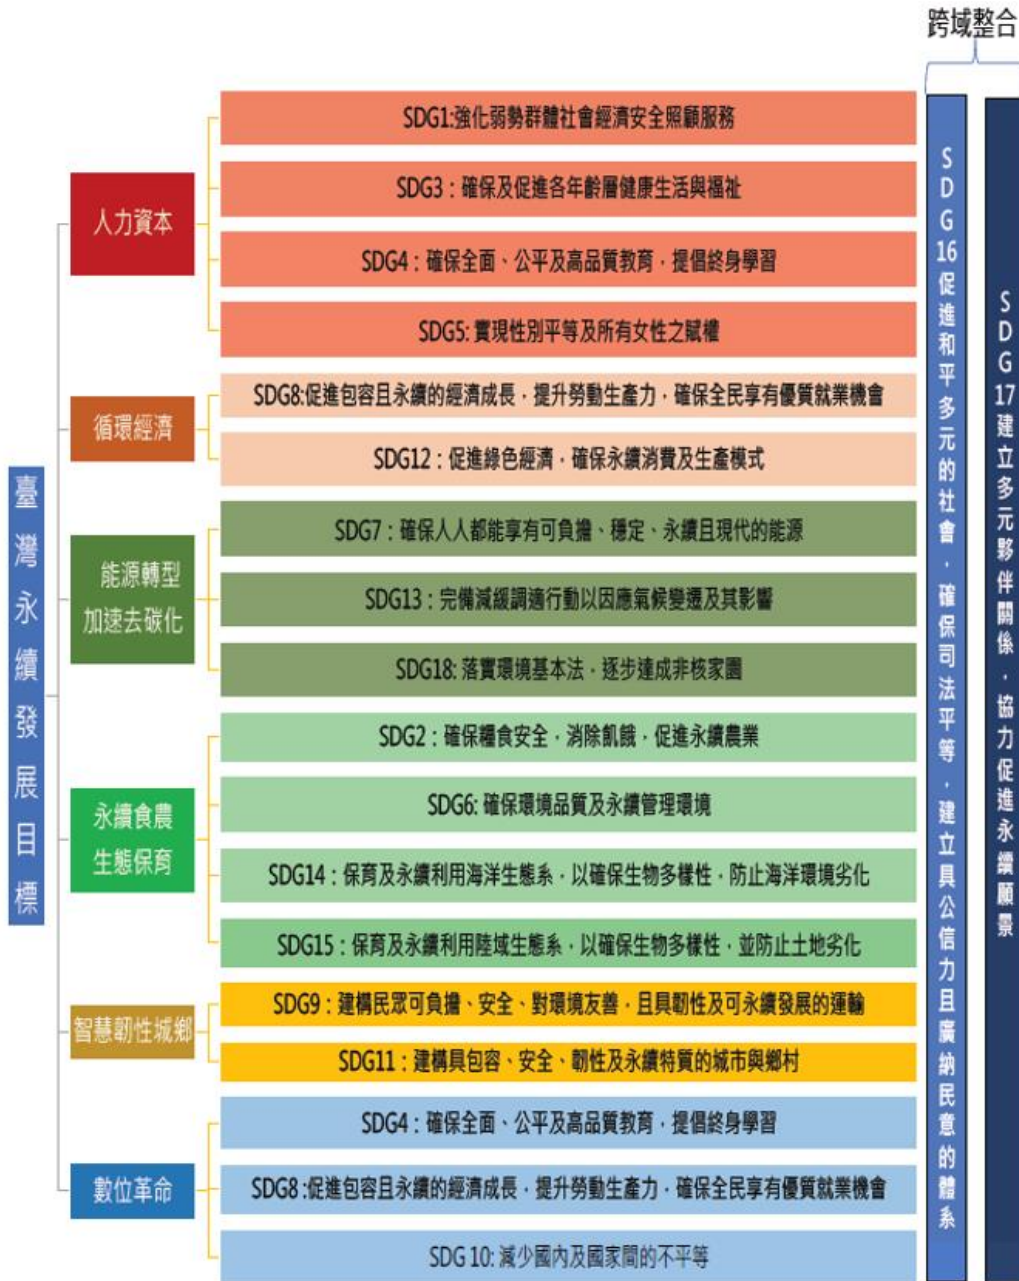 跨域整合
臺灣永續發展目標
人力資本
SDG1:強化弱勢群體社會經濟安全照顧服務
SDG3：確保及促進各年齡層健康生活與福祉
SDG4：確保全面、公平及高品質教育，提倡終身學習
SDG5: 實現性別平等及所有女性之賦權
循環經濟
SDG8:促進包容且永續的經濟成長，提升勞動生產力，確保全民享有優質就業機會
SDG12：促進綠色經濟，確保永續消費及生產模式
能源轉型
加速去碳化
SDG7：確保人人都能享有可負擔、穩定、永續且現代的能源
SDG13：完備減緩調適行動以因應氣候變遷及其影響
SDG18: 落實環境基本法，逐步達成非核家園
永續食農
生態保育
SDG2：確保糧食安全，消除飢餓，促進永續農業
SDG6: 確保環境品質及永續管理環境
SDG14：保育及永續利用海洋生態系，以確保生物多樣性，防止海洋環境劣化
SDG15：保育及永續利用陸域生態系，以確保生物多樣性，並防止土地劣化
智慧韌性城鄉
SDG9：建構民眾可負擔、安全、對環境友善，且具韌性及可永續發展的運輸
SDG11：建構具包容、安全、韌性及永續特質的城市與鄉村
數位革命
SDG4：確保全面、公平及高品質教育，提倡終身學習
SDG8 :促進包容且永續的經濟成長，提升勞動生產力，確保全民享有優質就業機會
SDG 10: 減少國內及國家間的不平等
SDG16促進和平多元的社會，確保司法平等，建立具公信力且廣納民意的體系
SDG17建立多元夥伴關係，協力促進永續願景